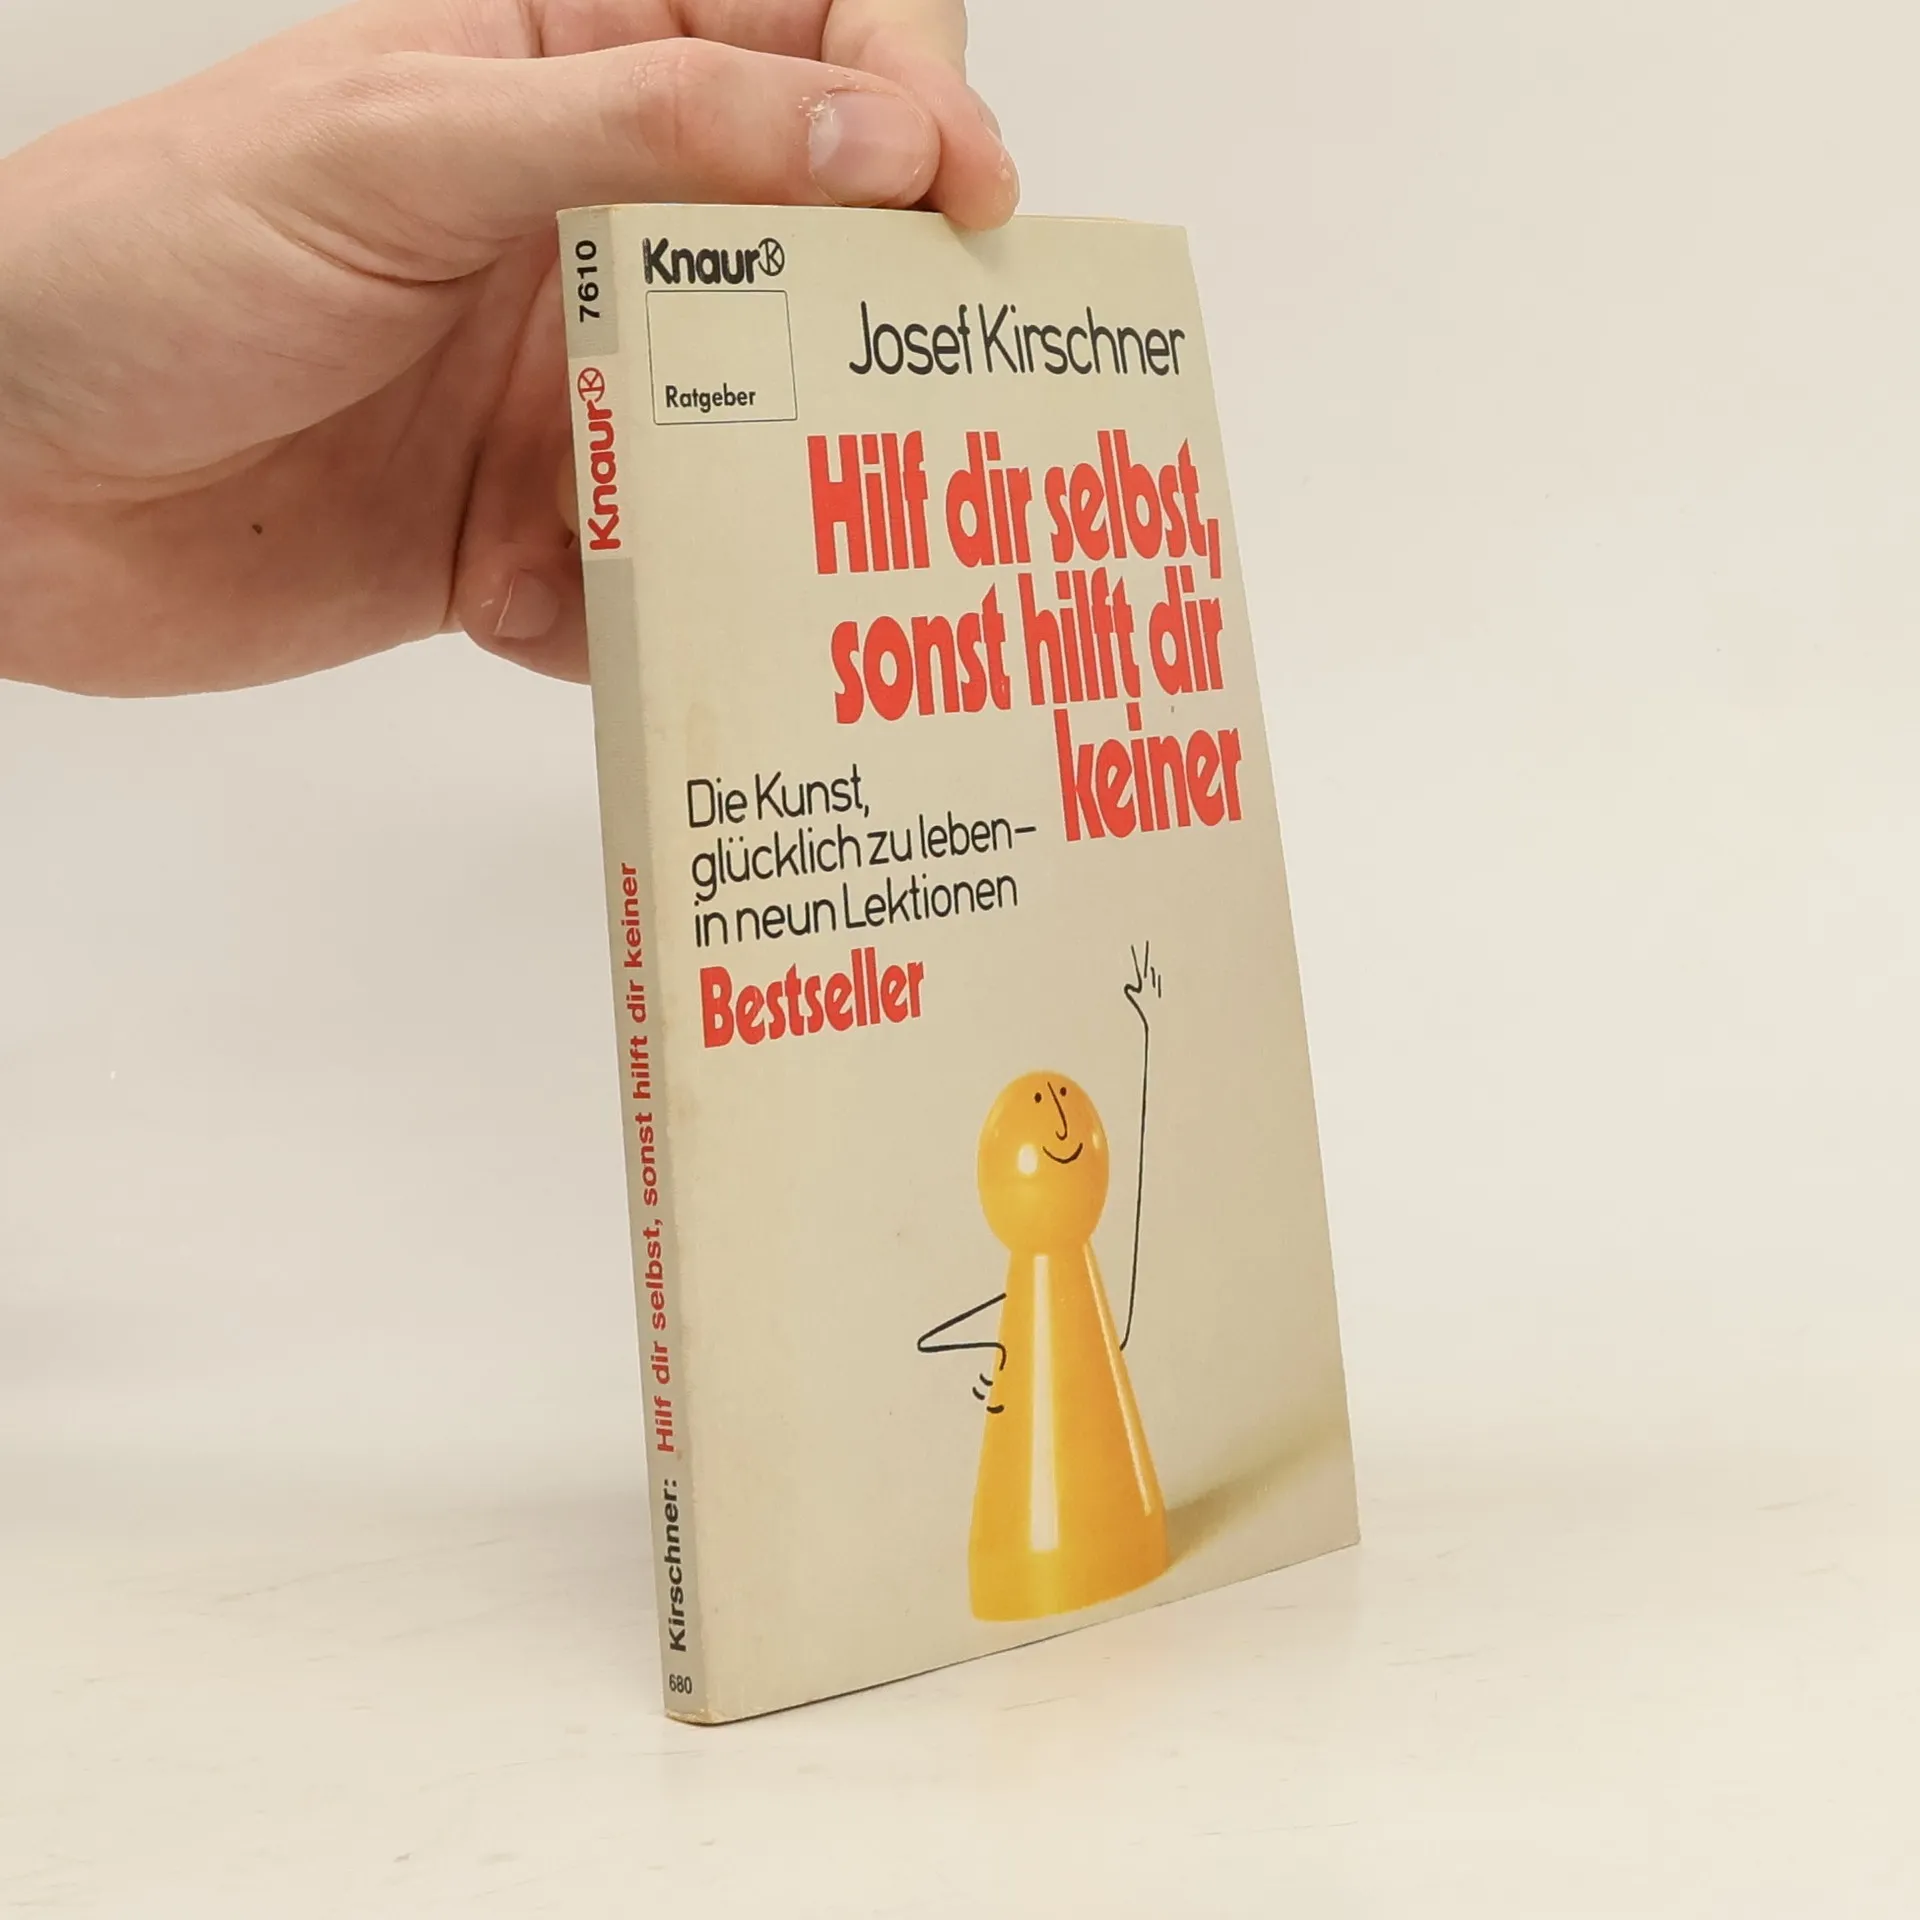 Knaur
Ratgeber
Josef Kirschner
Hilf dir selbst,
sonst hilft dir
keiner
Die Kunst,
glücklich zu leben–
in neun Lektionen
Bestseller
7610
Knaur
Kirschner: Hilf dir selbst, sonst hilft dir keiner
680